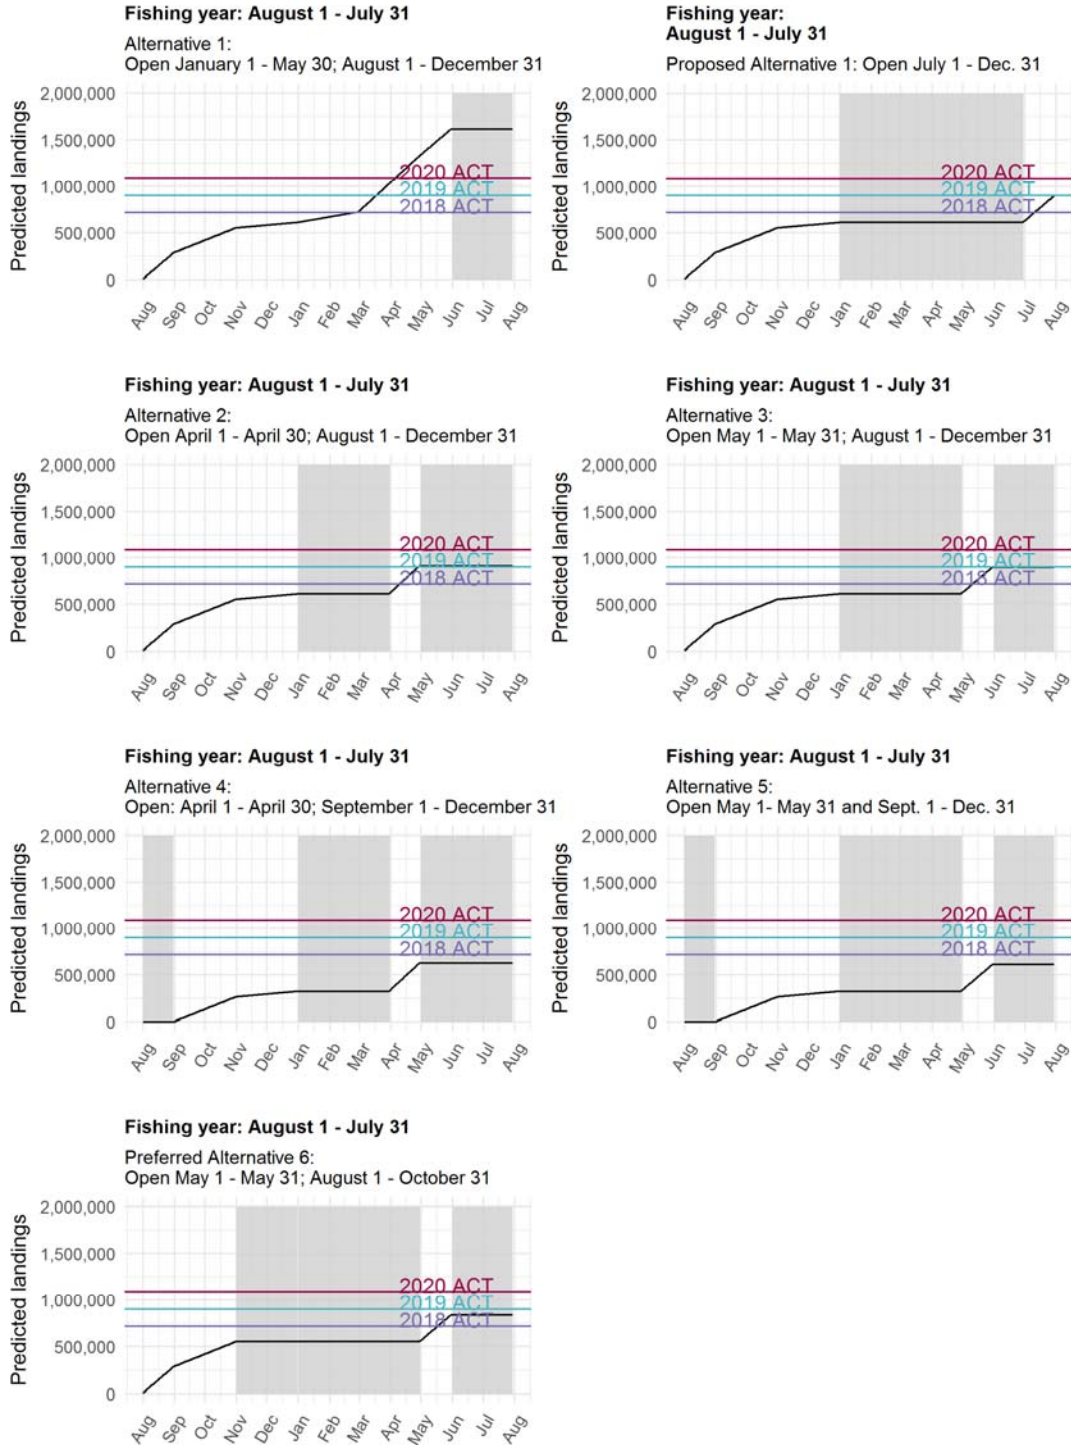 Fishing year: August 1 - July 31
Alternative 1:
Open January 1 - May 30; August 1 - December 31
Predicted landings
2,000,000
1,500,000
1,000,000
500,000
0
2020 ACT
2019 ACT
2018 ACT
Aug Sep Oct Nov Dec Jan Feb Mar Apr May Jun Jul Aug
Fishing year:
August 1 - July 31
Proposed Alternative 1: Open July 1 - Dec. 31
Predicted landings
2,000,000
1,500,000
1,000,000
500,000
0
2020 ACT
2019 ACT
2018 ACT
Aug Sep Oct Nov Dec Jan Feb Mar Apr May Jun Jul Aug
Fishing year: August 1 - July 31
Alternative 2:
Open April 1 - April 30; August 1 - December 31
Predicted landings
2,000,000
1,500,000
1,000,000
500,000
0
2020 ACT
2019 ACT
2018 ACT
Aug Sep Oct Nov Dec Jan Feb Mar Apr May Jun Jul Aug
Fishing year: August 1 - July 31
Alternative 3:
Open May 1 - May 31; August 1 - December 31
Predicted landings
2,000,000
1,500,000
1,000,000
500,000
0
2020 ACT
2019 ACT
2018 ACT
Aug Sep Oct Nov Dec Jan Feb Mar Apr May Jun Jul Aug
Fishing year: August 1 - July 31
Alternative 4:
Open: April 1 - April 30; September 1 - December 31
Predicted landings
2,000,000
1,500,000
1,000,000
500,000
0
2020 ACT
2019 ACT
2018 ACT
Aug Sep Oct Nov Dec Jan Feb Mar Apr May Jun Jul Aug
Fishing year: August 1 - July 31
Alternative 5:
Open May 1- May 31 and Sept. 1 - Dec. 31
Predicted landings
2,000,000
1,500,000
1,000,000
500,000
0
2020 ACT
2019 ACT
2018 ACT
Aug Sep Oct Nov Dec Jan Feb Mar Apr May Jun Jul Aug
Fishing year: August 1 - July 31
Preferred Alternative 6:
Open May 1 - May 31; August 1 - October 31
Predicted landings
2,000,000
1,500,000
1,000,000
500,000
0
2020 ACT
2019 ACT
2018 ACT
Aug Sep Oct Nov Dec Jan Feb Mar Apr May Jun Jul Aug